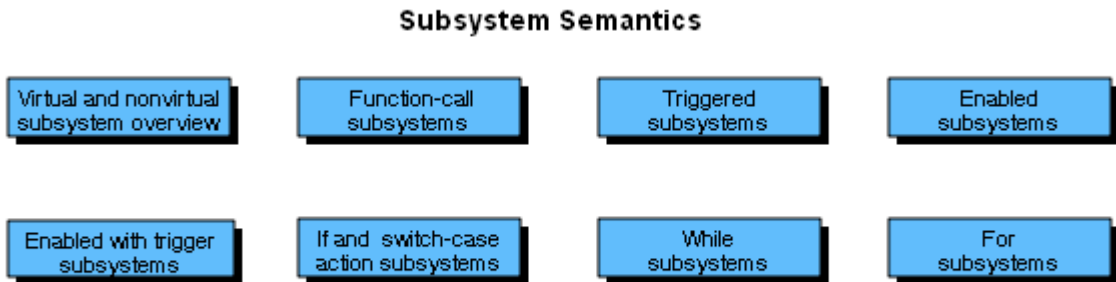 Subsystem Semantics
Virtual and nonvirtual
subsystem overview
Function-call
subsystems
Triggered
subsystems
Enabled
subsystems
Enabled with trigger
subsystems
If and switch-case
action subsystems
While
subsystems
For
subsystems